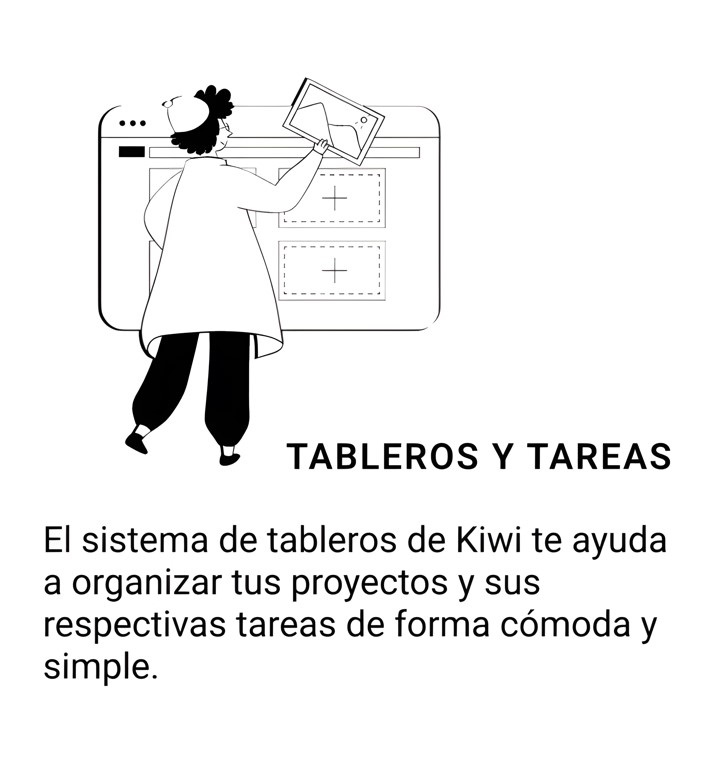 TABLEROS Y TAREAS
El sistema de tableros de Kiwi te ayuda
a organizar tus proyectos y sus
respectivas tareas de forma cómoda y
simple.